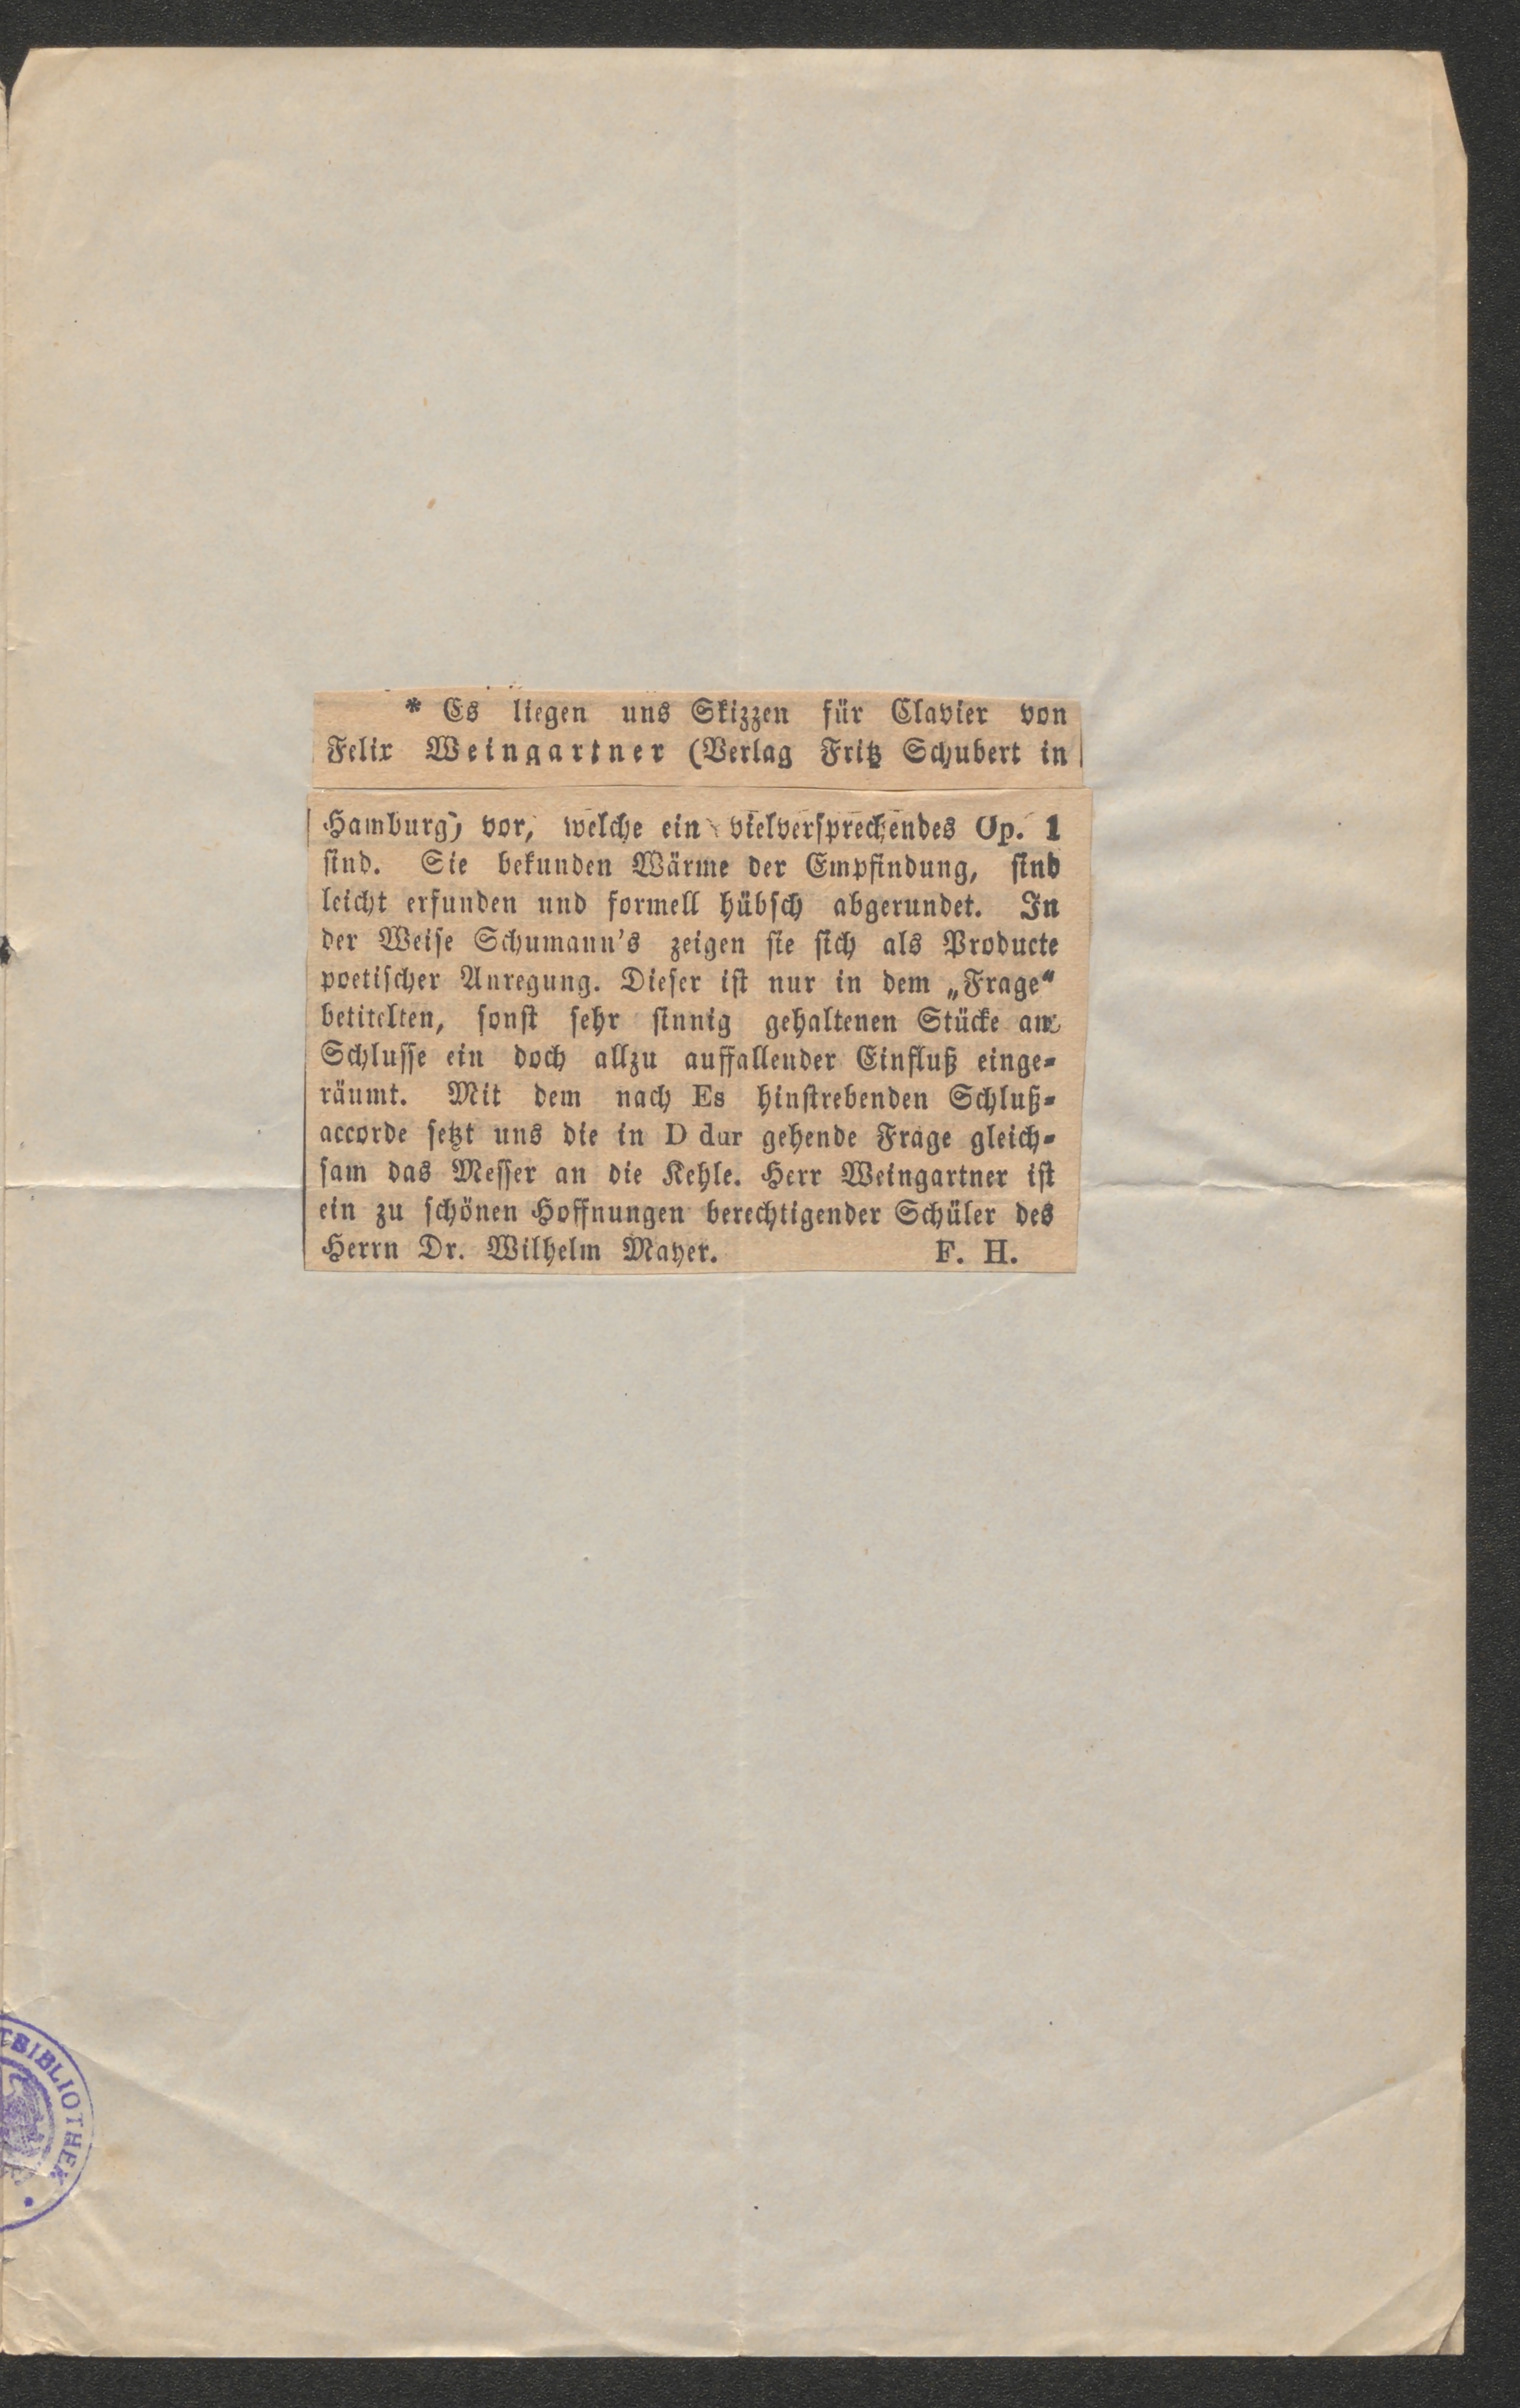 * Es liegen uns Skizzen für Clavier von
Felix Weingartner (Verlag Fritz Schubert in
Hamburg) vor, welche ein vielversprechendes Op. 1
sind. Sie bekunden Wärme der Empfindung, sind
leicht erfunden und formell hübsch abgerundet. In
der Weise Schumann's zeigen sie sich als Producte
poetischer Anregung. Dieser ist nur in dem „Frage“
betitelten, sonst sehr sinnig gehaltenen Stücke am
Schlusse ein doch allzu auffallender Einfluß einge-
räumt. Mit dem nach Es hinstrebenden Schluß-
accorde setzt uns die in D dur gehende Frage gleich-
sam das Messer an die Kehle. Herr Weingartner ist
ein zu schönen Hoffnungen berechtigender Schüler des
Herrn Dr. Wilhelm Mayer. F. H.
TBIBLIOTHEK